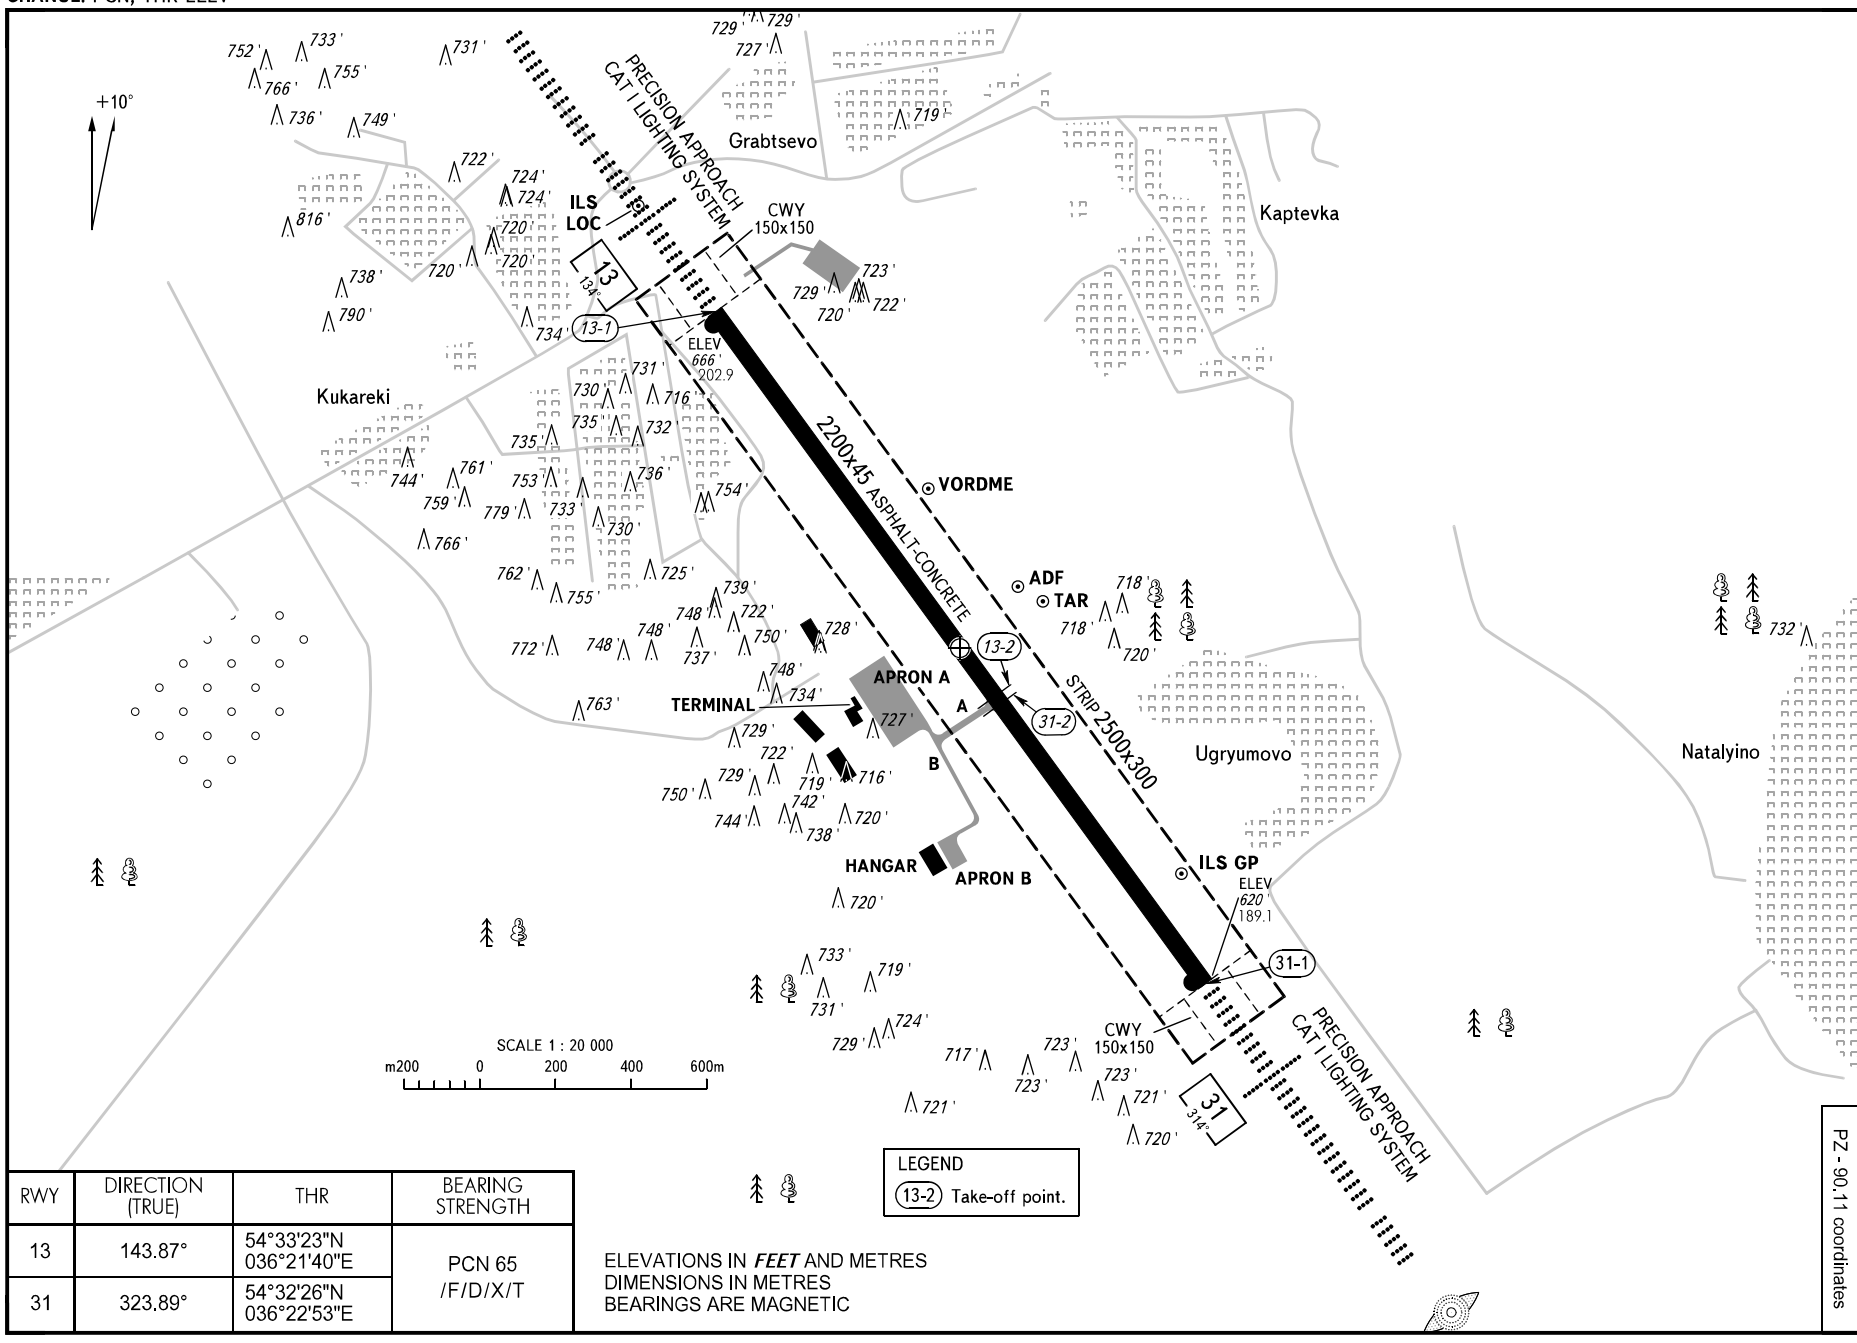 +10°
752'
733'
731'
766'
755'
736'
749'
729'
729'
727'
719'
722'
724'
724'
816'
720'
720'
720'
738'
790'
734'
PRECISION APPROACH
CAT I LIGHTING SYSTEM
Grabtsevo
Kaptevka
ILS
LOC
CWY
150x150
13
134°
13-1
ELEV
666'
202.9
723'
729'
720'
722'
Kukareki
731'
730'
716'
735'
732'
735'
744'
761'
759'
753'
779'
733'
736'
730'
754'
766'
2200x45 ASPHALT-CONCRETE
VORDME
ADF
TAR
718'
718'
720'
732'
762'
755'
725'
739'
748'
722'
772'
748'
748'
737'
750'
728'
763'
748'
734'
APRON A
TERMINAL
727'
A
B
13-2
31-2
STRIP 2500x300
Ugryumovo
Natalyino
729'
722'
729'
719'
716'
750'
744'
742'
738'
720'
HANGAR
APRON B
720'
ILS GP
ELEV
620'
189.1
31-1
733'
731'
719'
729'
724'
717'
723'
723'
723'
721'
721'
720'
CWY
150x150
31
314°
PRECISION APPROACH
CAT I LIGHTING SYSTEM
SCALE 1 : 20 000
m200 0 200 400 600m
LEGEND
13-2 Take-off point.
RWY DIRECTION (TRUE) THR BEARING STRENGTH
13 143.87° 54°33'23"N 036°21'40"E PCN 65 /F/D/X/T
31 323.89° 54°32'26"N 036°22'53"E
ELEVATIONS IN FEET AND METRES
DIMENSIONS IN METRES
BEARINGS ARE MAGNETIC
PZ - 90.11 coordinates